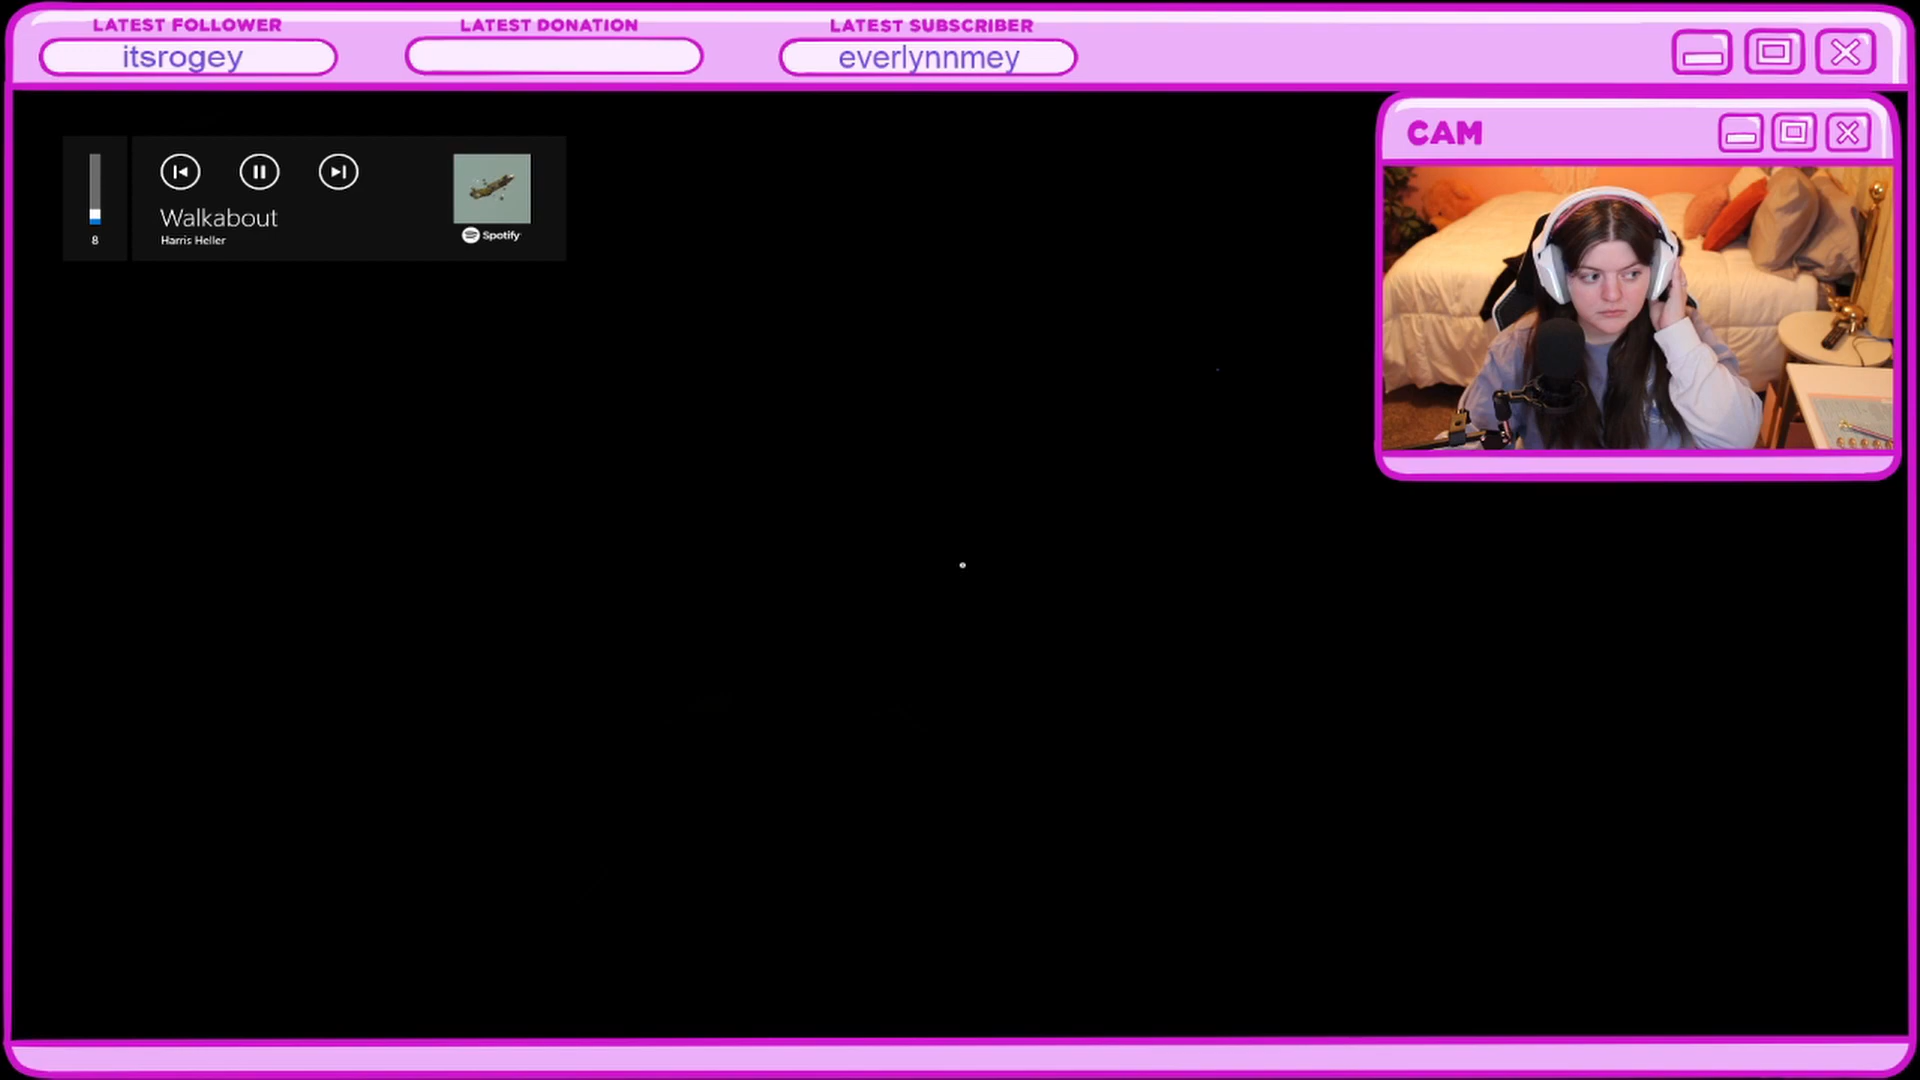 LATEST FOLLOWER
itsrogey
LATEST DONATION
LATEST SUBSCRIBER
everlynnmey
CAM
8
Walkabout
Harris Heller
Spotify